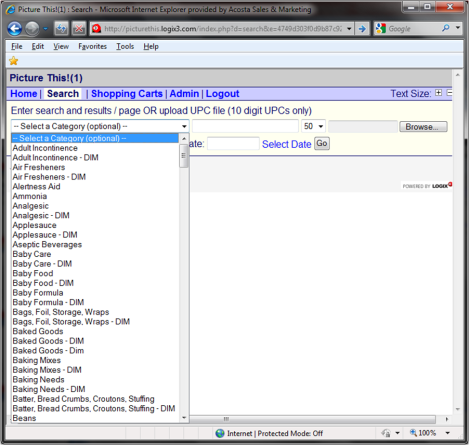 Picture This!(1) : Search - Microsoft Internet Explorer provided by Acosta Sales & Marketing
http://picturethis.logix3.com/index.php?d=search&e=4749d303f0d9b87c92
Google
File Edit View Favorites Tools Help
Picture This!(1)
Home | Search | Shopping Carts | Admin | Logout Text Size:
Enter search and results / page OR upload UPC file (10 digit UPCs only)
-- Select a Category (optional) -- 50 Browse...
-- Select a Category (optional) -- ate: Select Date Go
Adult Incontinence
Adult Incontinence - DIM
Air Fresheners
Air Fresheners - DIM
Alertness Aid
POWERED BY LOGIX
Ammonia
Analgesic
Analgesic - DIM
Applesauce
Applesauce - DIM
Aseptic Beverages
Baby Care
Baby Care - DIM
Baby Food
Baby Food - DIM
Baby Formula
Baby Formula - DIM
Bags, Foil, Storage, Wraps
Bags, Foil, Storage, Wraps - DIM
Baked Goods
Baked Goods - DIM
Baked Goods - Dim
Baking Mixes
Baking Mixes - DIM
Baking Needs
Baking Needs - DIM
Batter, Bread Crumbs, Croutons, Stuffing
Batter, Bread Crumbs, Croutons, Stuffing - DIM
Beans
Internet | Protected Mode: Off 100%